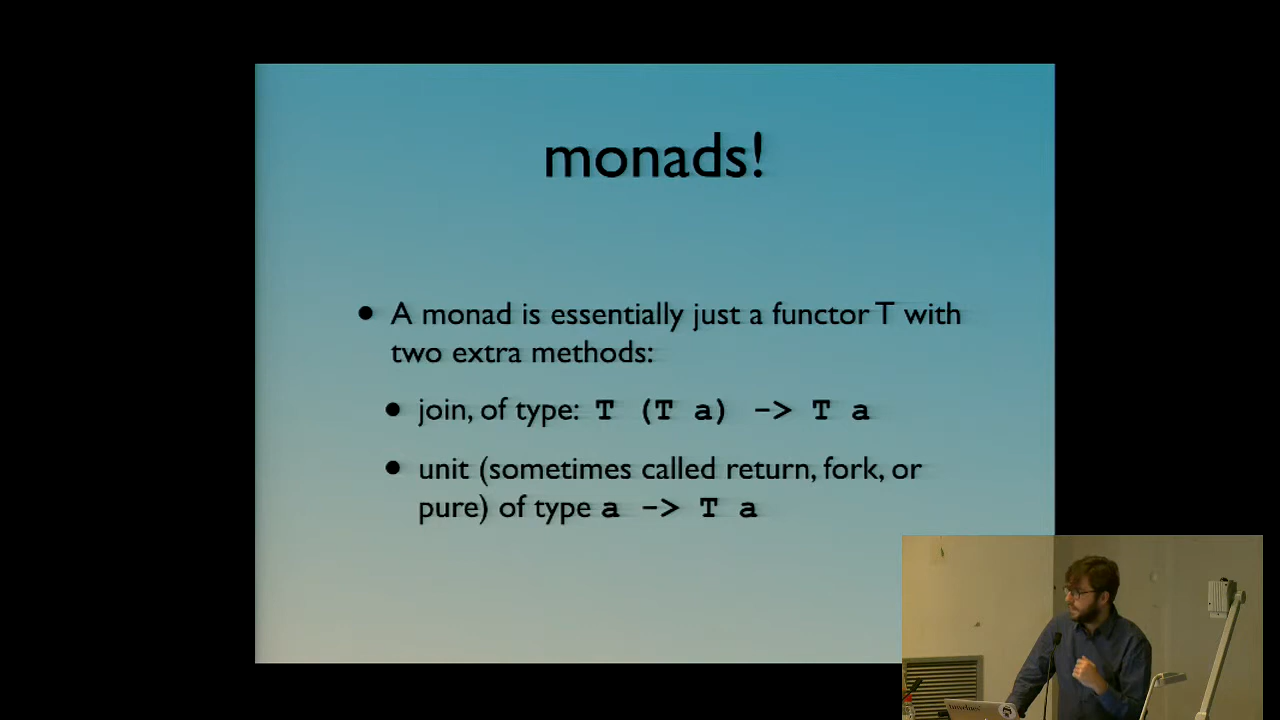 monads!
• A monad is essentially just a functor T with
two extra methods:
• join, of type: T (T a) -> T a
• unit (sometimes called return, fork, or
pure) of type a -> T a